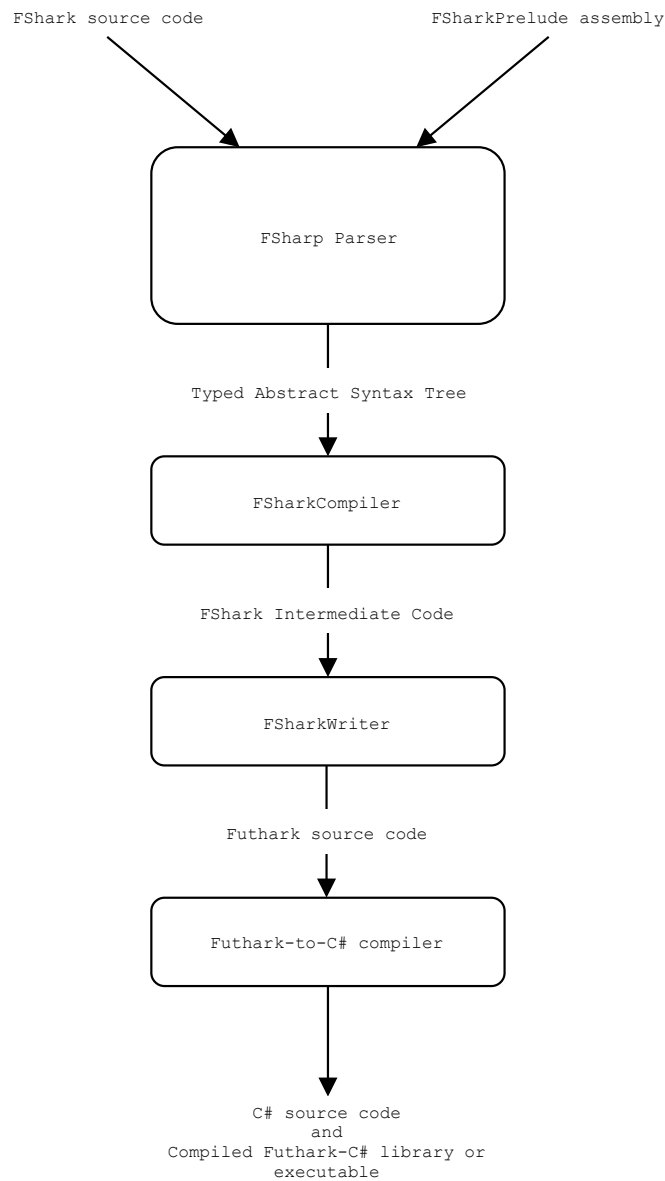 FShark source code
FSharkPrelude assembly
FSharp Parser
Typed Abstract Syntax Tree
FSharkCompiler
FShark Intermediate Code
FSharkWriter
Futhark source code
Futhark-to-C# compiler
C# source code
and
Compiled Futhark-C# library or
executable